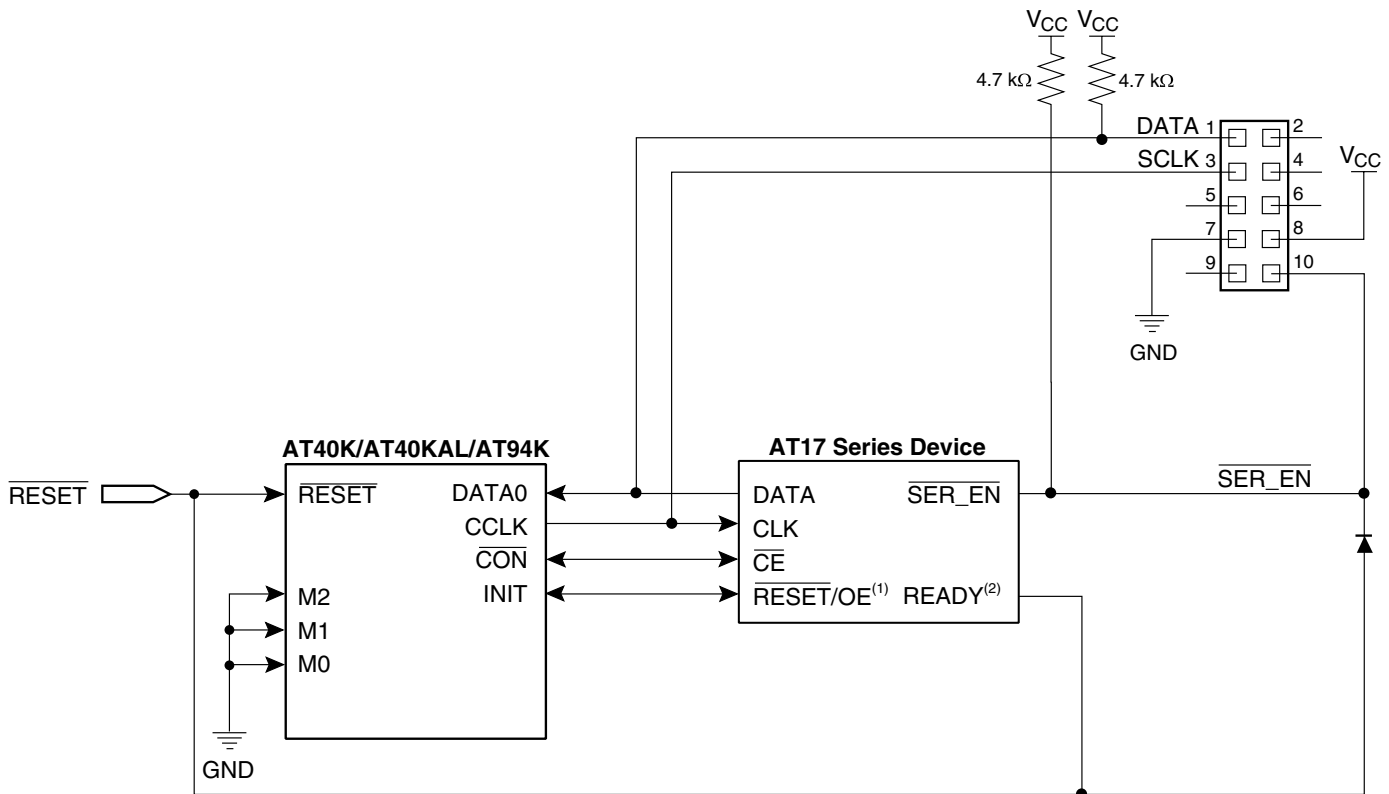 VCC VCC
4.7 kΩ 4.7 kΩ
DATA 1 2
SCLK 3 4
VCC
5 6
7 8
9 10
GND
AT40K/AT40KAL/AT94K
AT17 Series Device
RESET
RESET
DATA0
DATA
SER_EN
SER_EN
CCLK
CLK
CON
CE
M2
INIT
RESET/OE(1)
READY(2)
M1
M0
GND